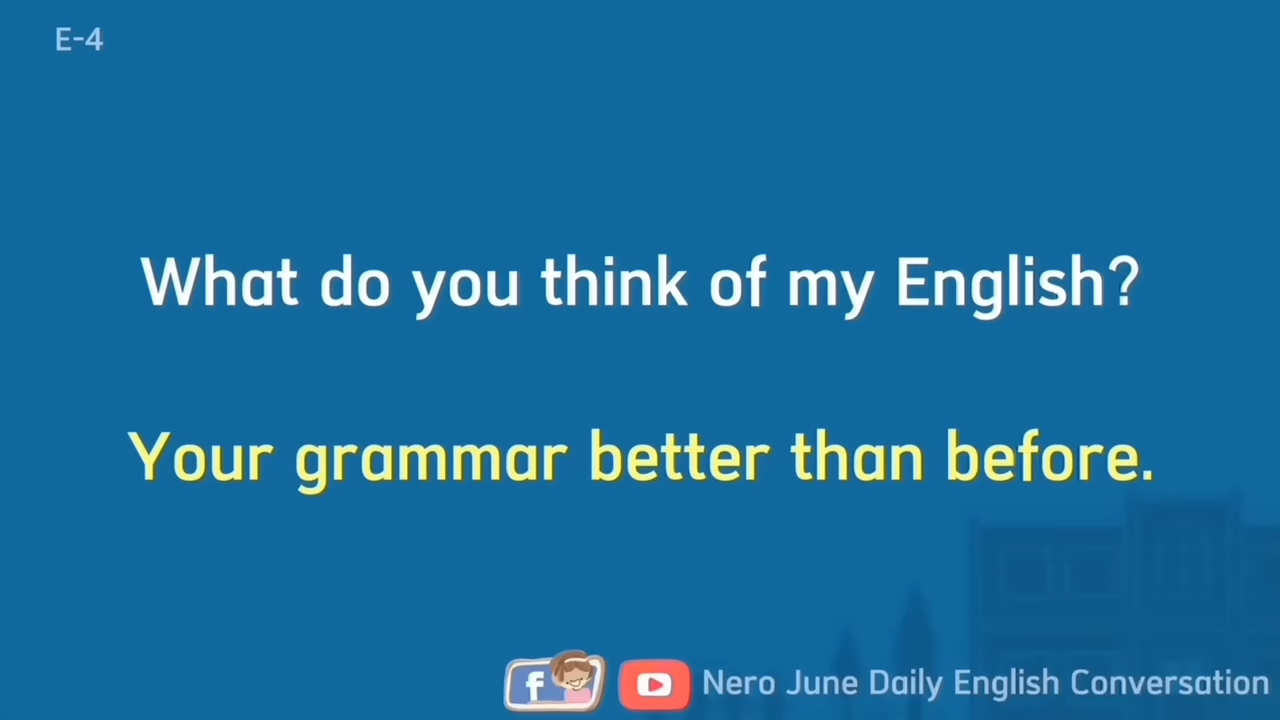 E-4
What do you think of my English?
Your grammar better than before.
f Nero June Daily English Conversation